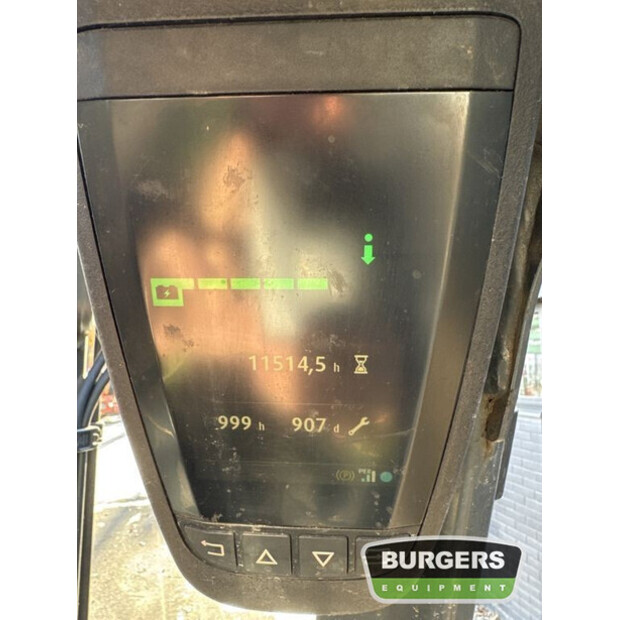 11514,5 h
999 h 907 d
(P)
BURGERS
EQUIPMENT